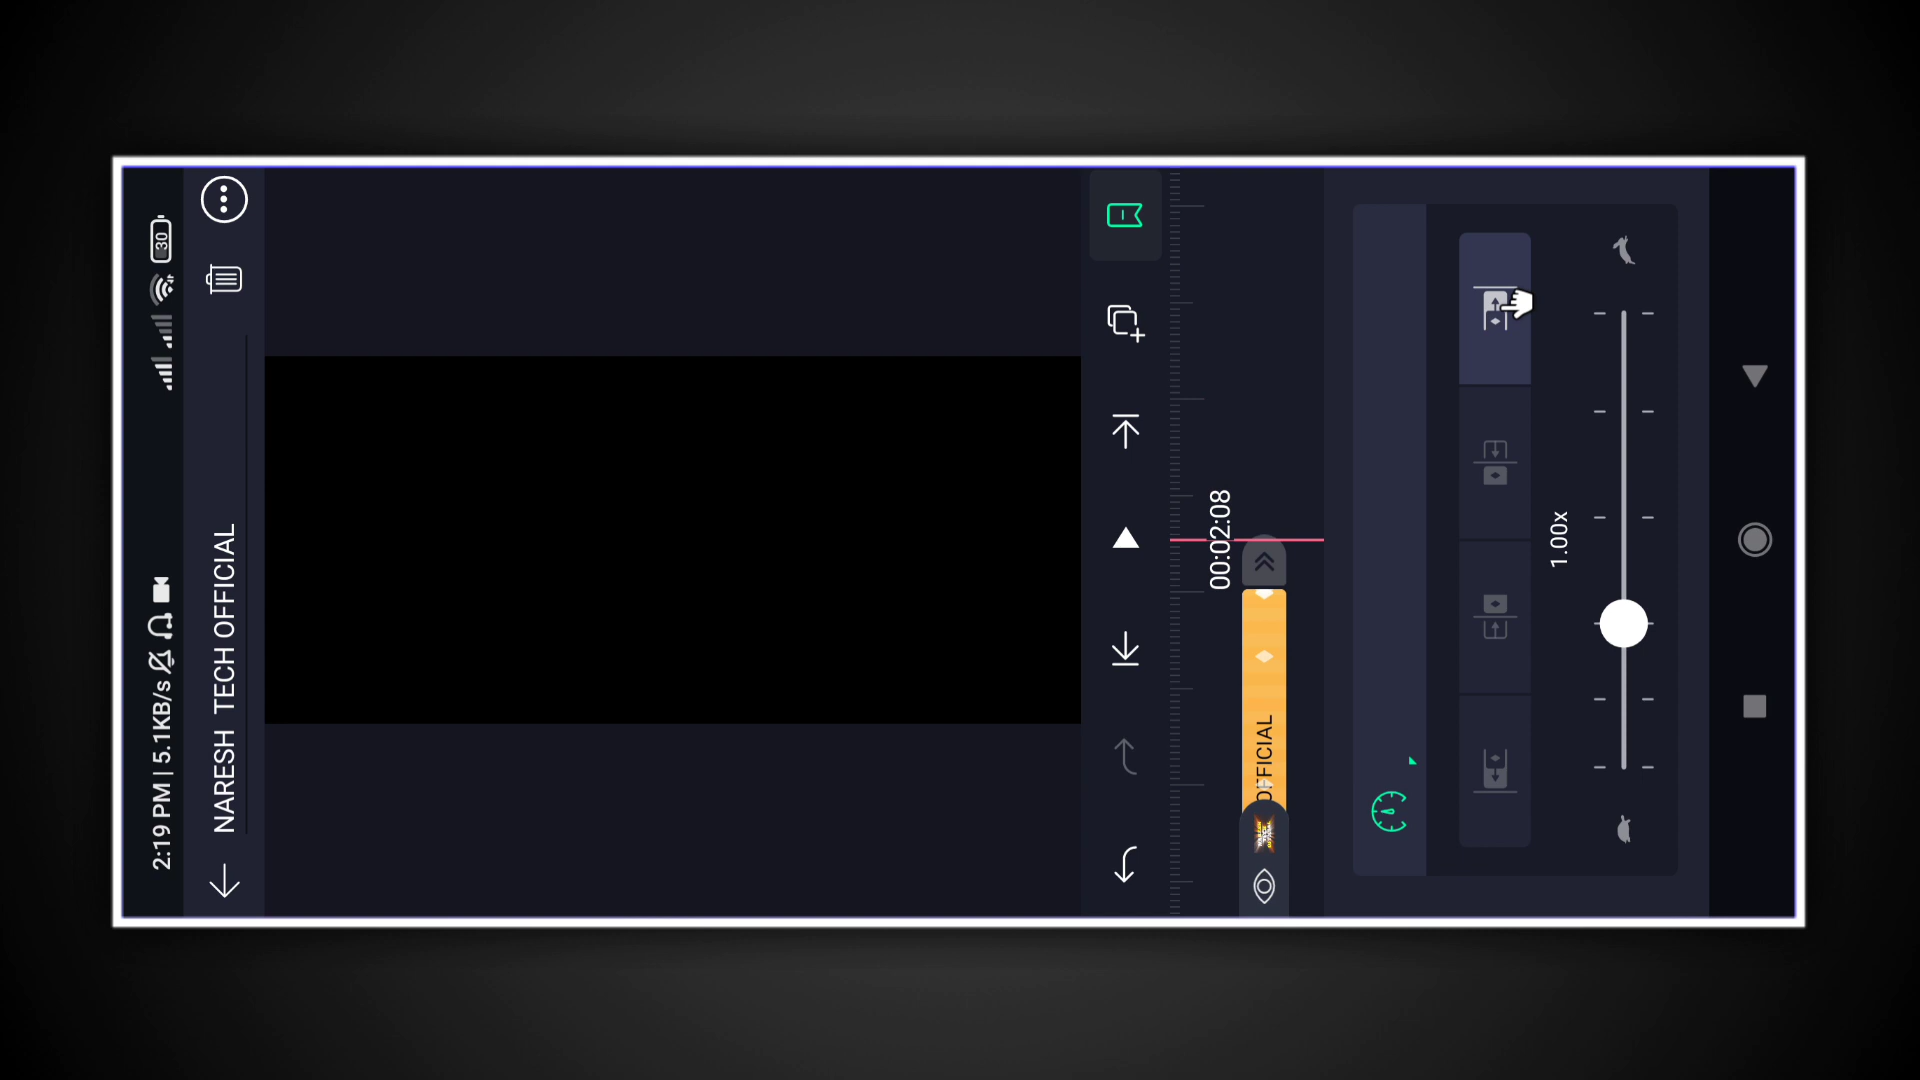 2:19 PM | 5.1KB/s
30
NARESH TECH OFFICIAL
00:02:08
OFFICIAL
1.00x